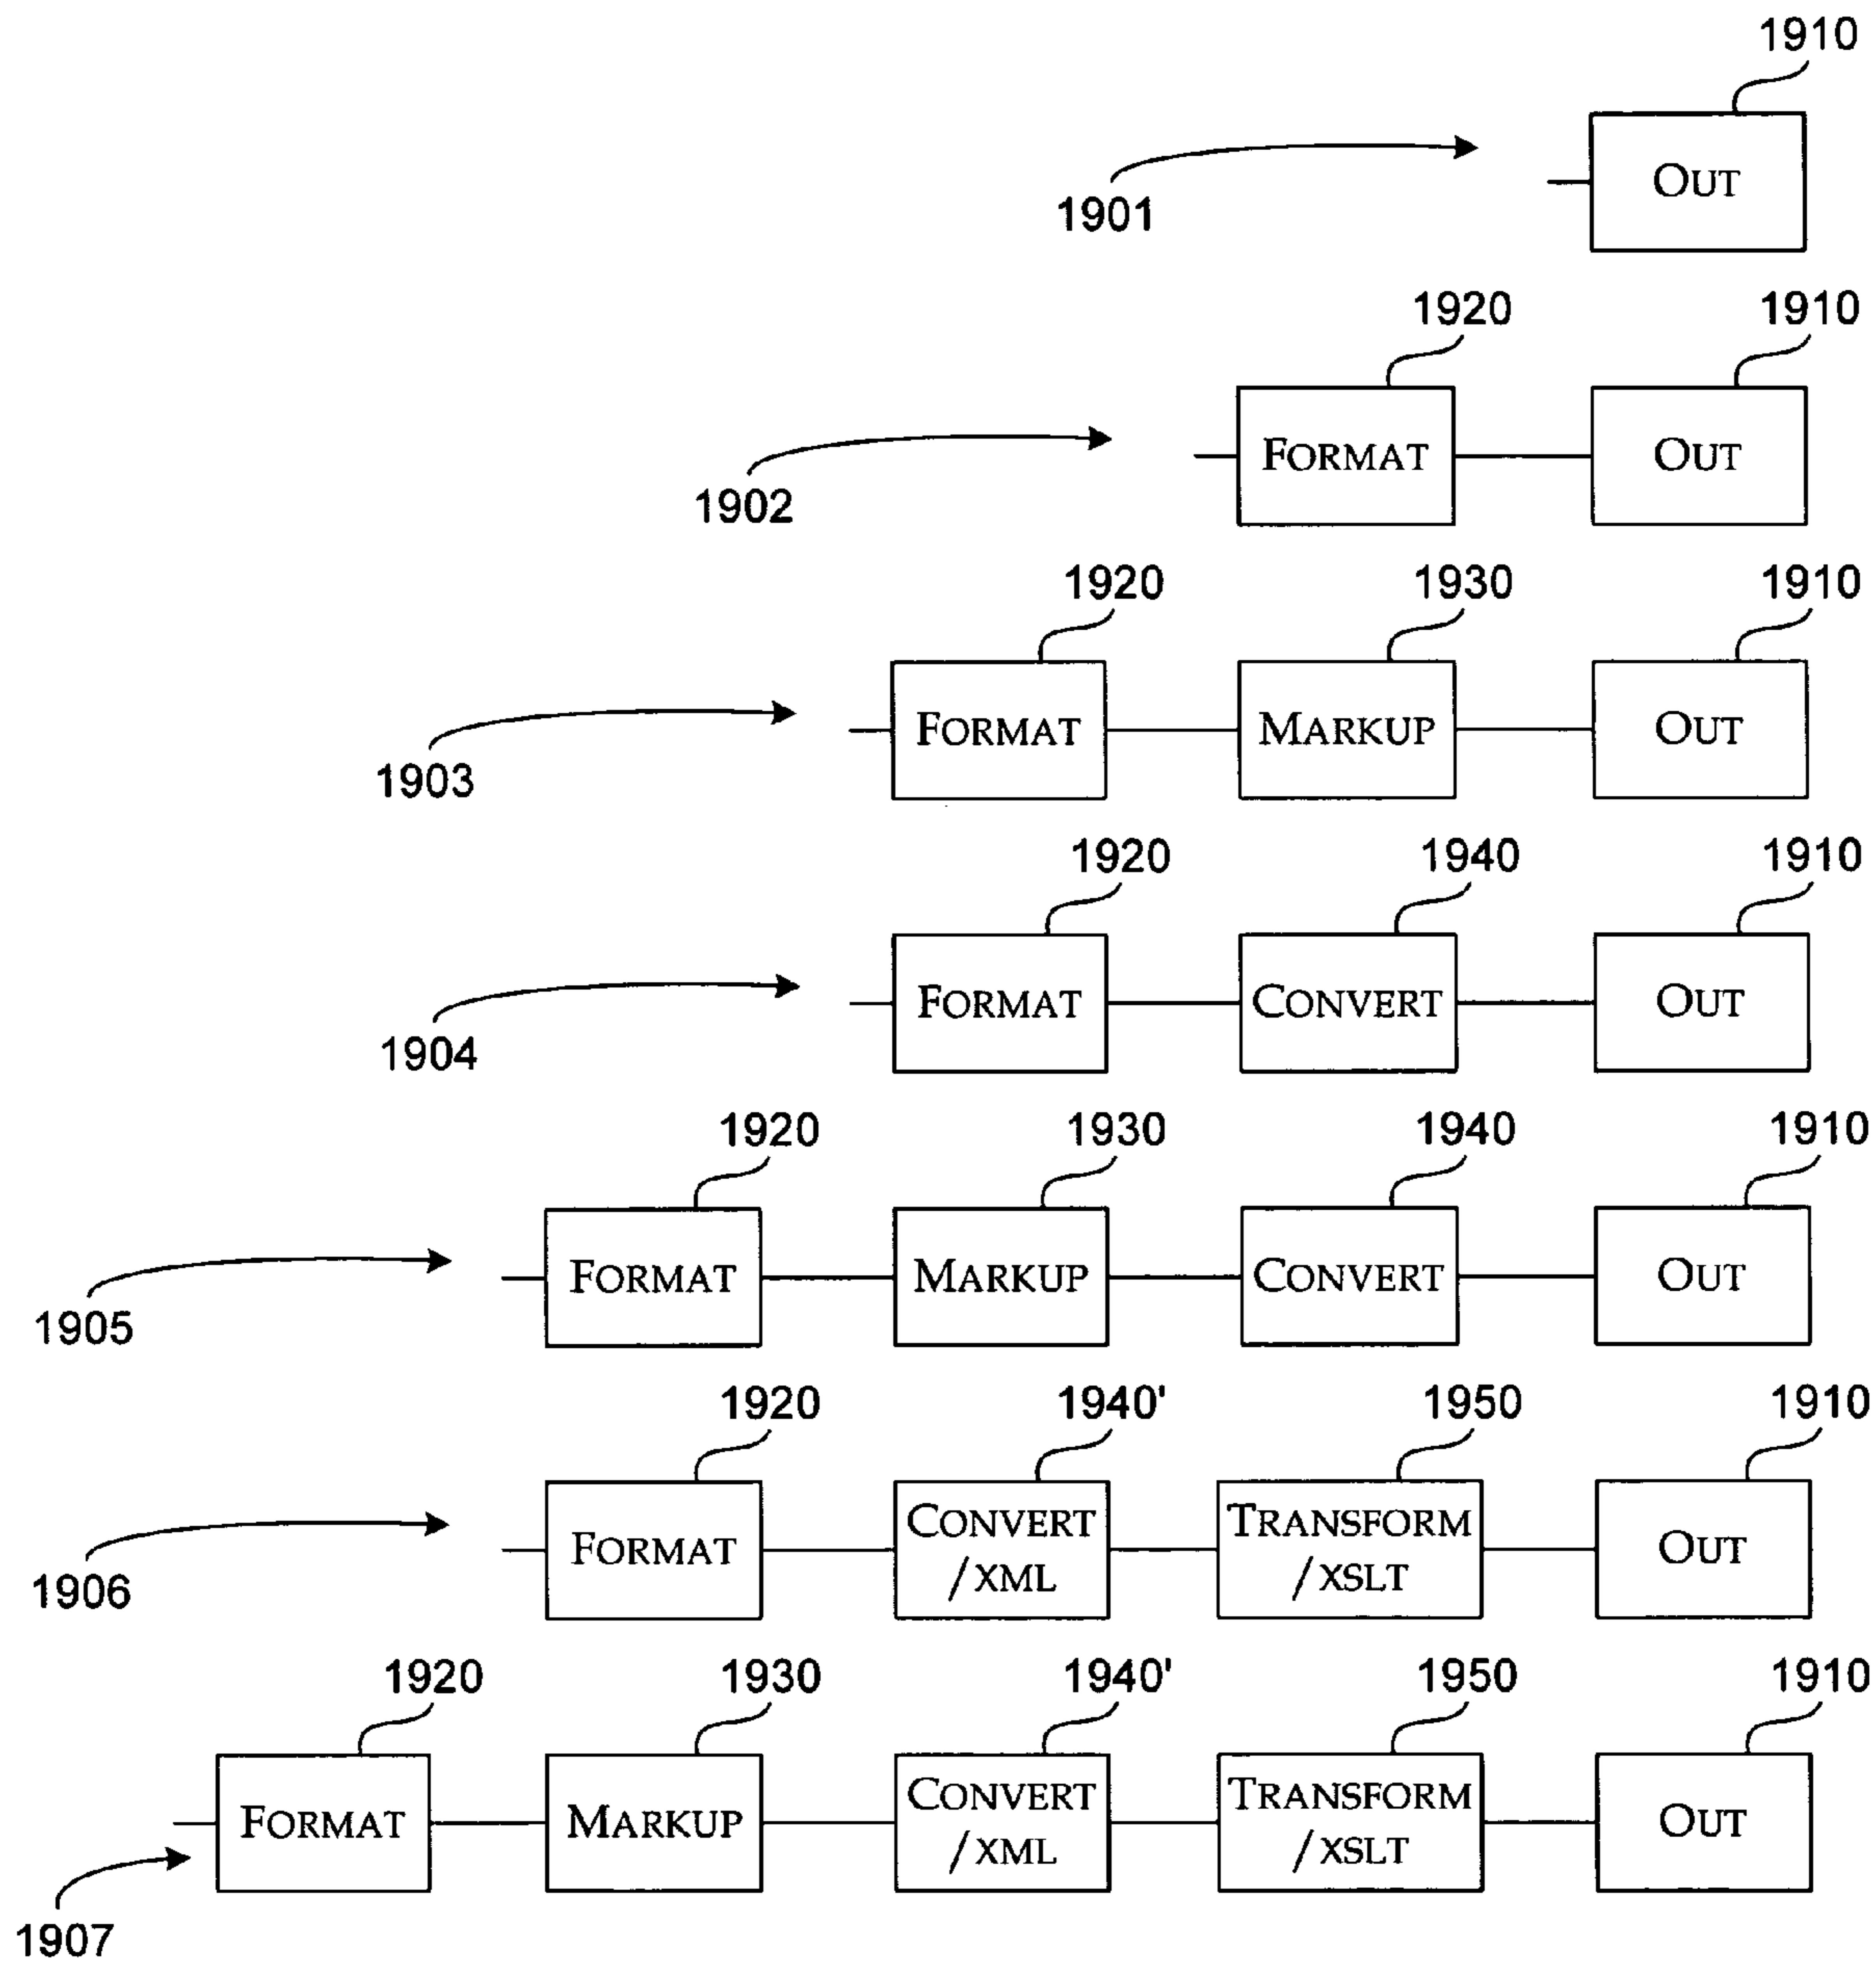 1910
OUT
1901
1920 1910
FORMAT OUT
1902
1920 1930 1910
FORMAT MARKUP OUT
1903
1920 1940 1910
FORMAT CONVERT OUT
1904
1920 1930 1940 1910
FORMAT MARKUP CONVERT OUT
1905
1920 1940' 1950 1910
CONVERT TRANSFORM
FORMAT OUT
/XML /XSLT
1906
1920 1930 1940' 1950 1910
CONVERT TRANSFORM
FORMAT MARKUP OUT
/XML /XSLT
1907